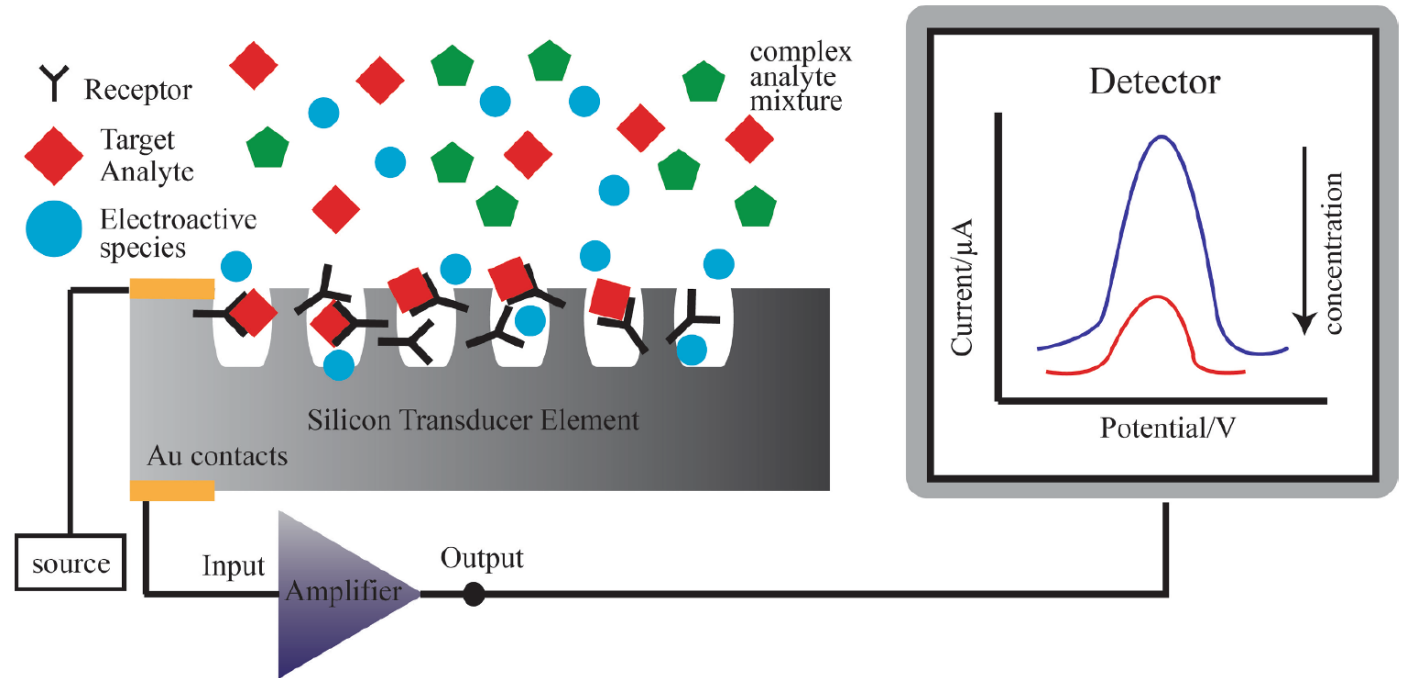 Receptor
Target
Analyte
Electroactive
species
complex
analyte
mixture
Silicon Transducer Element
Au contacts
source
Input
Amplifier
Output
Detector
Current/μA
concentration
Potential/V